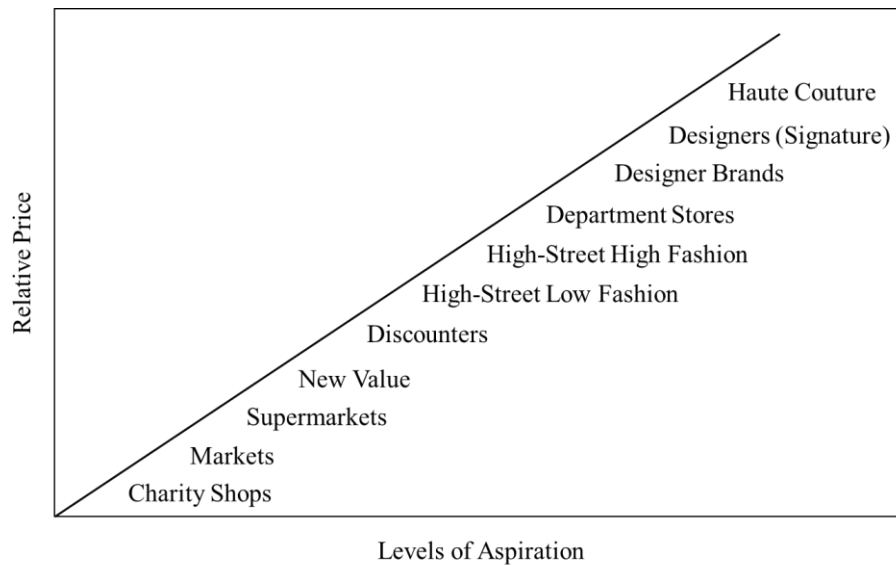 Haute Couture
Designers (Signature)
Designer Brands
Department Stores
High-Street High Fashion
High-Street Low Fashion
Discounters
New Value
Supermarkets
Markets
Charity Shops
Relative Price
Levels of Aspiration